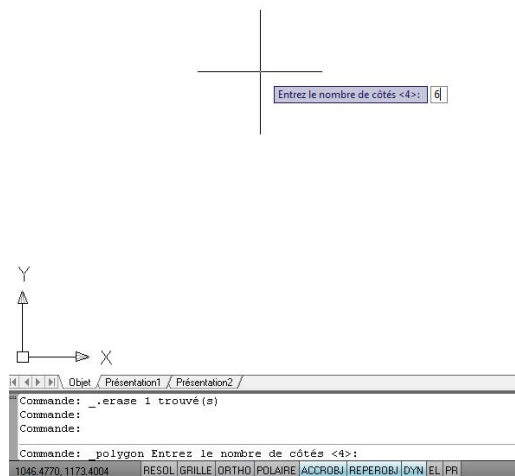 Entrez le nombre de côtés <4>: 6
Y
X
Objet Présentation1 Présentation2
Commande: _.erase 1 trouvé(s)
Commande:
Commande:
Commande: _polygon Entrez le nombre de côtés <4>:
1046.4770, 1173.4004 RESOL GRILLE ORTHO POLAIRE ACCROBJ REPEROBJ DYN EL PR